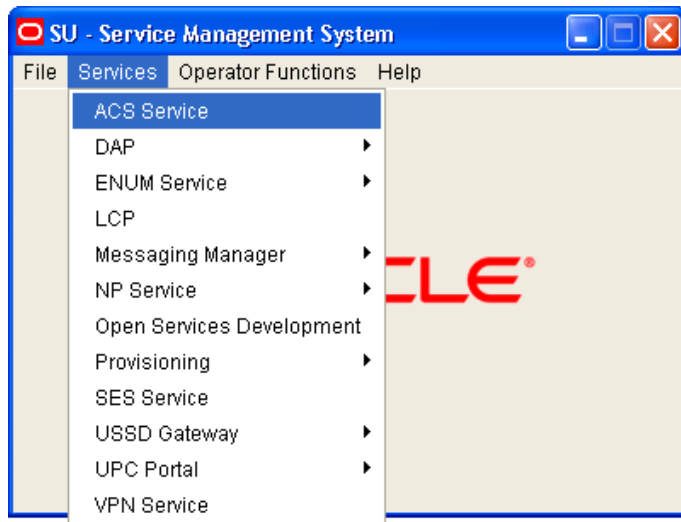 SU - Service Management System
File Services Operator Functions Help
ACS Service
DAP
ENUM Service
LCP
Messaging Manager
NP Service
Open Services Development
Provisioning
SES Service
USSD Gateway
UPC Portal
VPN Service
CLE®